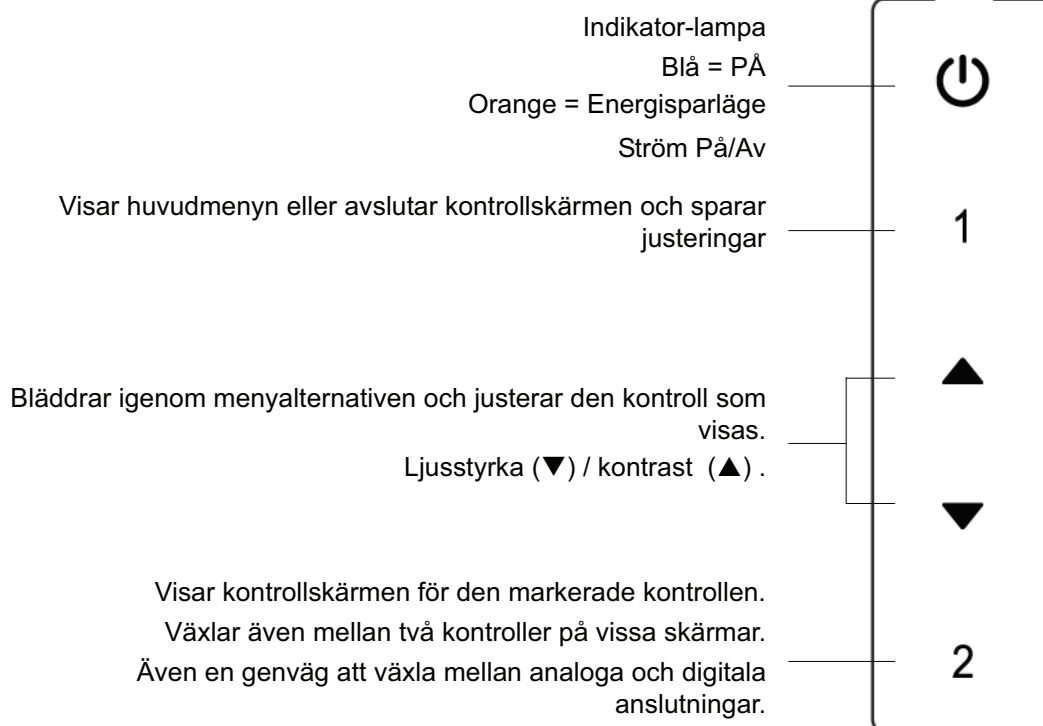 Indikator-lampa
Blå = PÅ
Orange = Energisparläge
Ström På/Av
Visar huvudmenyn eller avslutar kontrollskärmen och sparar
justeringar
1
Bläddrar igenom menyalternativen och justerar den kontroll som
visas.
Ljusstyrka (▼) / kontrast (▲) .
Visar kontrollskärmen för den markerade kontrollen.
Växlar även mellan två kontroller på vissa skärmar.
Även en genväg att växla mellan analoga och digitala
anslutningar.
2